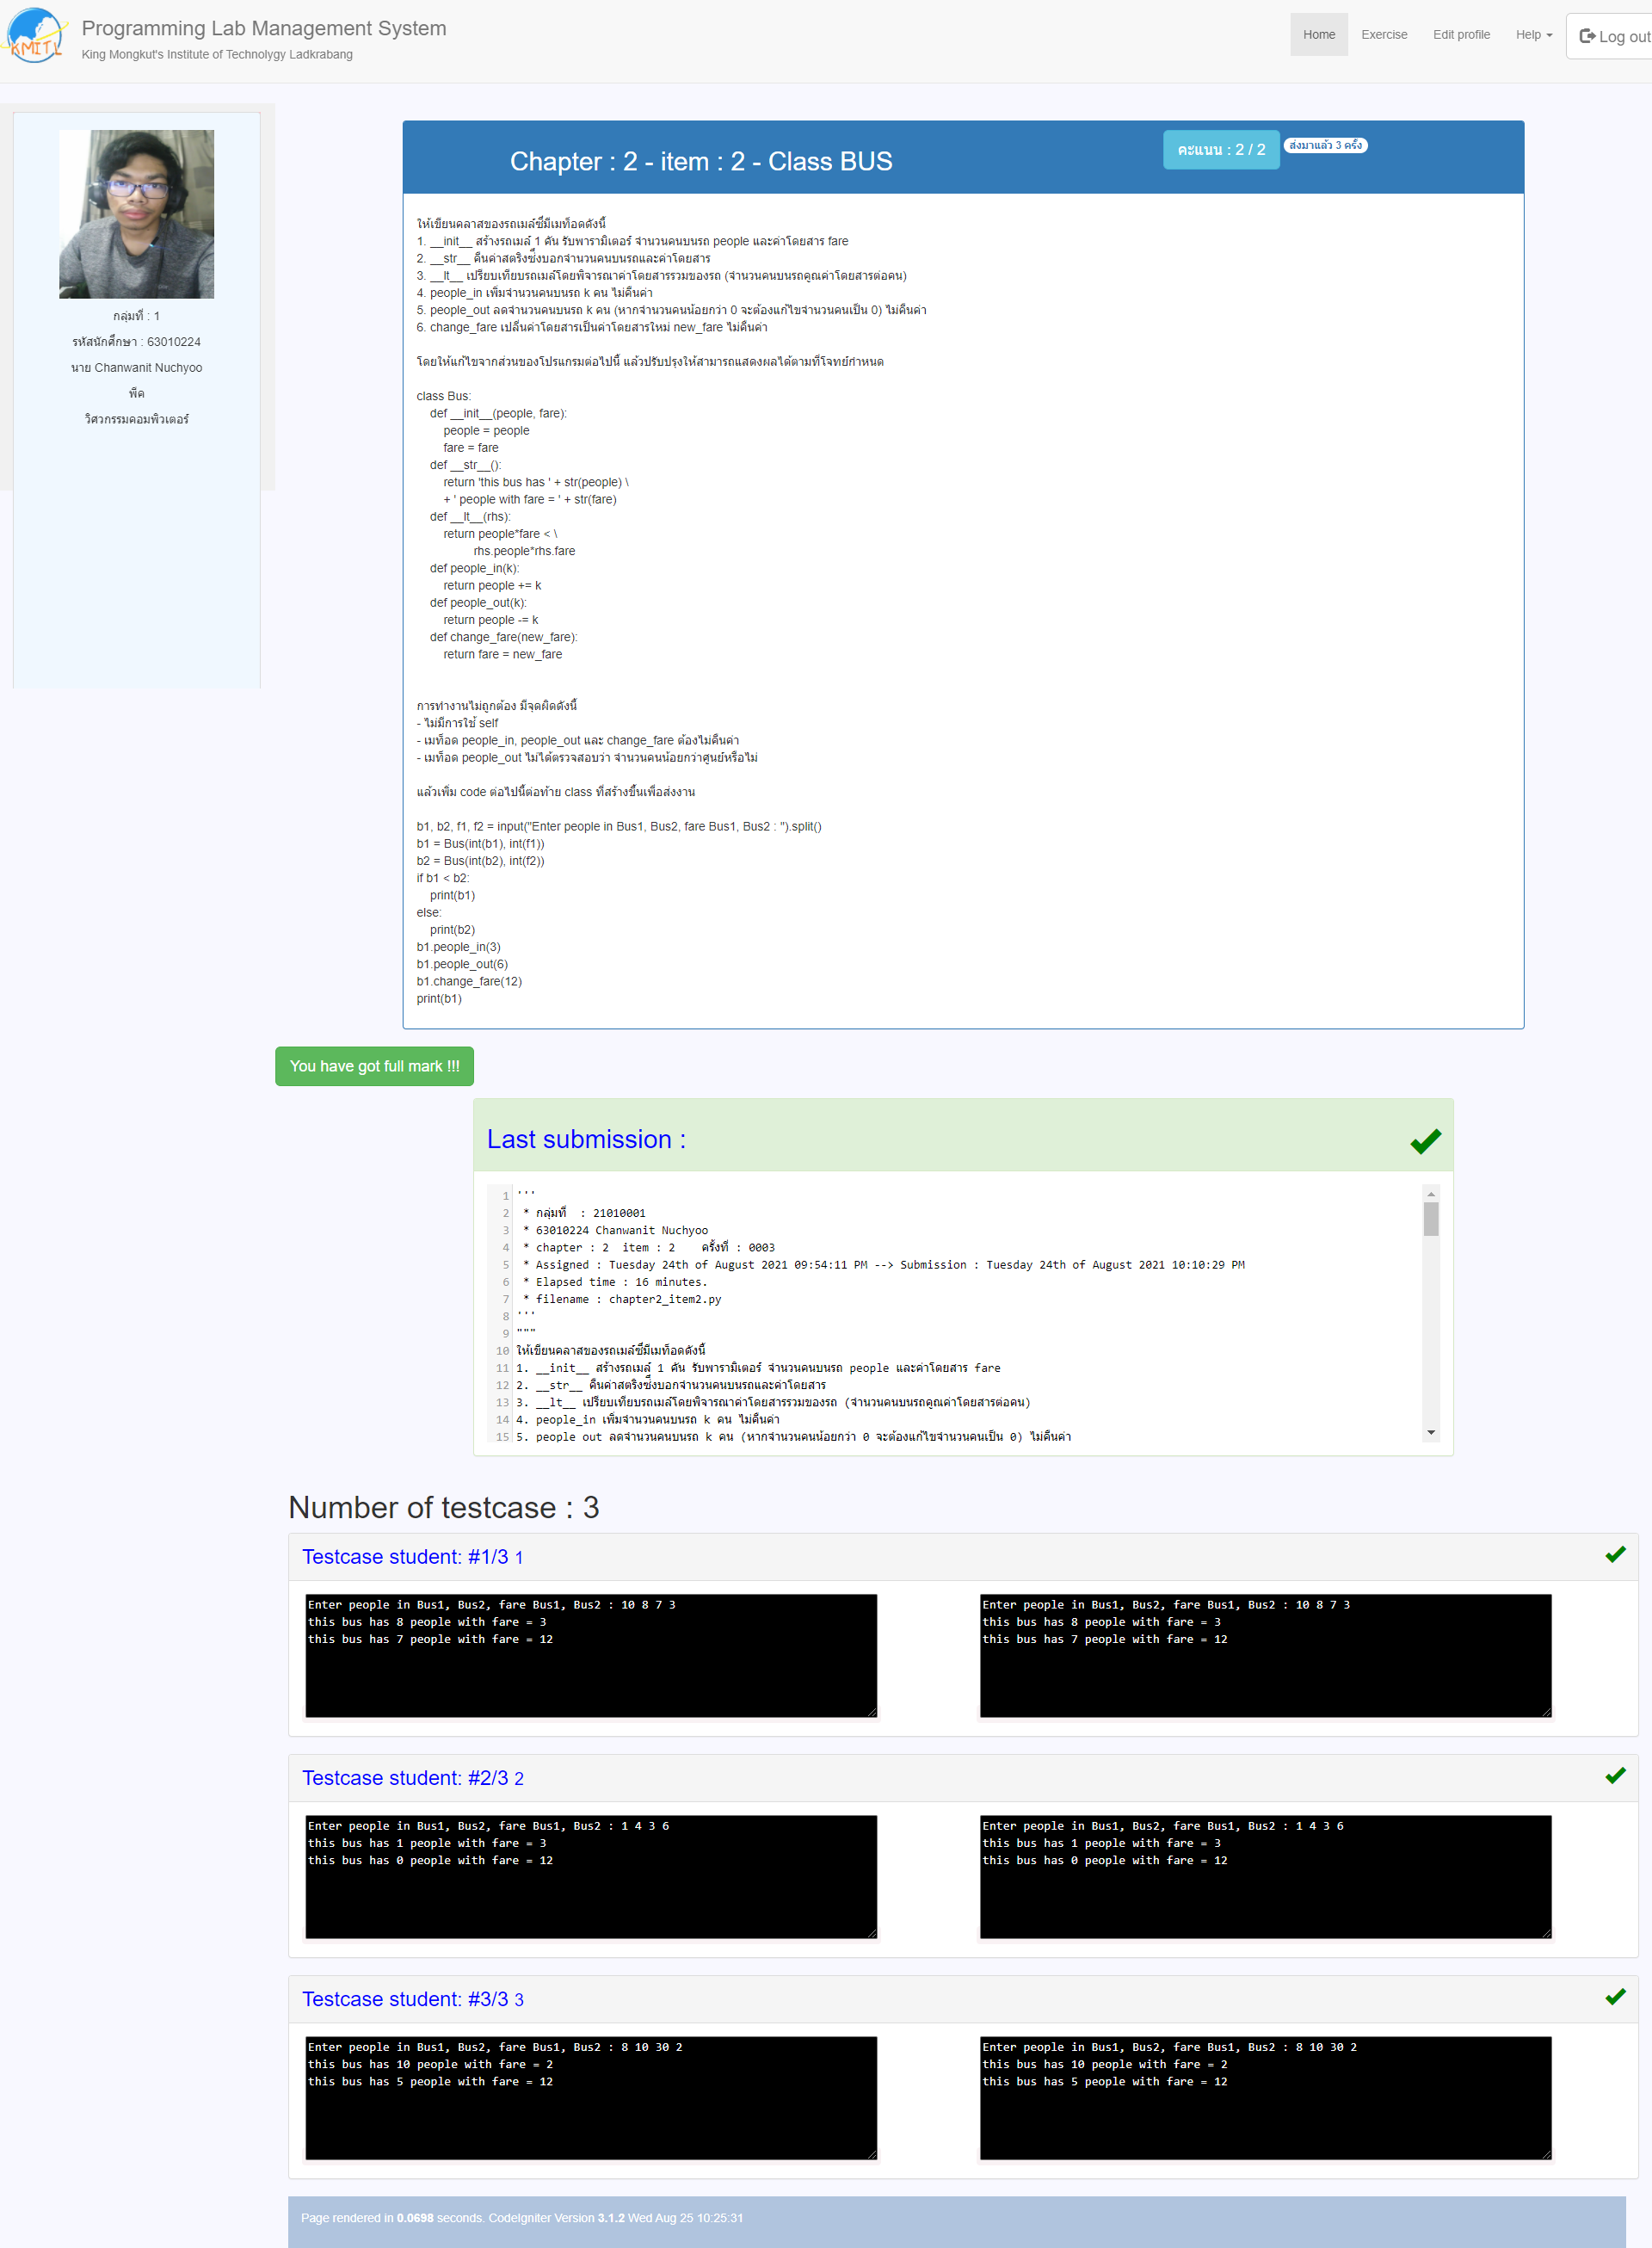 KMITL
Programming Lab Management System
King Mongkut's Institute of Technolygy Ladkrabang
Home
Exercise
Edit profile
Help
Log out
กลุ่มที่ : 1
รหัสนักศึกษา : 63010224
นาย Chanwanit Nuchyoo
พีค
วิศวกรรมคอมพิวเตอร์
Chapter : 2 - item : 2 - Class BUS
คะแนน : 2 / 2
ส่งมาแล้ว 3 ครั้ง
ให้เขียนคลาสของรถเมล์ซี่มีเมท็อดดังนี้
1. __init__ สร้างรถเมล์ 1 คัน รับพารามิเตอร์ จำนวนคนบนรถ people และค่าโดยสาร fare
2. __str__ คืนค่าสตริงซ่ึงบอกจำนวนคนบนรถและค่าโดยสาร
3. __lt__ เปรียบเทียบรถเมล์โดยพิจารณาค่าโดยสารรวมของรถ (จำนวนคนบนรถคูณค่าโดยสารต่อคน)
4. people_in เพิ่มจำนวนคนบนรถ k คน ไม่คืนค่า
5. people_out ลดจำนวนคนบนรถ k คน (หากจำนวนคนน้อยกว่า 0 จะต้องแก้ไขจำนวนคนเป็น 0) ไม่คืนค่า
6. change_fare เปลี่นค่าโดยสารเป็นค่าโดยสารใหม่ new_fare ไม่คืนค่า
โดยให้แก้ไขจากส่วนของโปรแกรมต่อไปนี้ แล้วปรับปรุงให้สามารถแสดงผลได้ตามที่โจทย์กำหนด
class Bus:
def __init__(people, fare):
people = people
fare = fare
def __str__():
return 'this bus has ' + str(people) \
+ ' people with fare = ' + str(fare)
def __lt__(rhs):
return people*fare < \
rhs.people*rhs.fare
def people_in(k):
return people += k
def people_out(k):
return people -= k
def change_fare(new_fare):
return fare = new_fare
การทำงานไม่ถูกต้อง มีจุดผิดดังนี้
- ไม่มีการใช้ self
- เมท็อด people_in, people_out และ change_fare ต้องไม่คืนค่า
- เมท็อด people_out ไม่ได้ตรวจสอบว่า จำนวนคนน้อยกว่าศูนย์หรือไม่
แล้วเพิ่ม code ต่อไปนี้ต่อท้าย class ที่สร้างขึ้นเพื่อส่งงาน
b1, b2, f1, f2 = input("Enter people in Bus1, Bus2, fare Bus1, Bus2 : ").split()
b1 = Bus(int(b1), int(f1))
b2 = Bus(int(b2), int(f2))
if b1 < b2:
print(b1)
else:
print(b2)
b1.people_in(3)
b1.people_out(6)
b1.change_fare(12)
print(b1)
You have got full mark !!!
Last submission :
1 '''
2 * กลุ่มที่ : 21010001
3 * 63010224 Chanwanit Nuchyoo
4 * chapter : 2 item : 2 ครั้งที่ : 0003
5 * Assigned : Tuesday 24th of August 2021 09:54:11 PM --> Submission : Tuesday 24th of August 2021 10:10:29 PM
6 * Elapsed time : 16 minutes.
7 * filename : chapter2_item2.py
8 '''
9 """
10 ให้เขียนคลาสของรถเมล์ซี่มีเมท็อดดังนี้
11 1. __init__ สร้างรถเมล์ 1 คัน รับพารามิเตอร์ จำนวนคนบนรถ people และค่าโดยสาร fare
12 2. __str__ คืนค่าสตริงซ่ึงบอกจำนวนคนบนรถและค่าโดยสาร
13 3. __lt__ เปรียบเทียบรถเมล์โดยพิจารณาค่าโดยสารรวมของรถ (จำนวนคนบนรถคูณค่าโดยสารต่อคน)
14 4. people_in เพิ่มจำนวนคนบนรถ k คน ไม่คืนค่า
15 5. people out ลดจำนวนคนบนรถ k คน (หากจำนวนคนน้อยกว่า 0 จะต้องแก้ไขจำนวนคนเป็น 0) ไม่คืนค่า
Number of testcase : 3
Testcase student: #1/3 1
Enter people in Bus1, Bus2, fare Bus1, Bus2 : 10 8 7 3
this bus has 8 people with fare = 3
this bus has 7 people with fare = 12
Enter people in Bus1, Bus2, fare Bus1, Bus2 : 10 8 7 3
this bus has 8 people with fare = 3
this bus has 7 people with fare = 12
Testcase student: #2/3 2
Enter people in Bus1, Bus2, fare Bus1, Bus2 : 1 4 3 6
this bus has 1 people with fare = 3
this bus has 0 people with fare = 12
Enter people in Bus1, Bus2, fare Bus1, Bus2 : 1 4 3 6
this bus has 1 people with fare = 3
this bus has 0 people with fare = 12
Testcase student: #3/3 3
Enter people in Bus1, Bus2, fare Bus1, Bus2 : 8 10 30 2
this bus has 10 people with fare = 2
this bus has 5 people with fare = 12
Enter people in Bus1, Bus2, fare Bus1, Bus2 : 8 10 30 2
this bus has 10 people with fare = 2
this bus has 5 people with fare = 12
Page rendered in 0.0698 seconds. CodeIgniter Version 3.1.2 Wed Aug 25 10:25:31